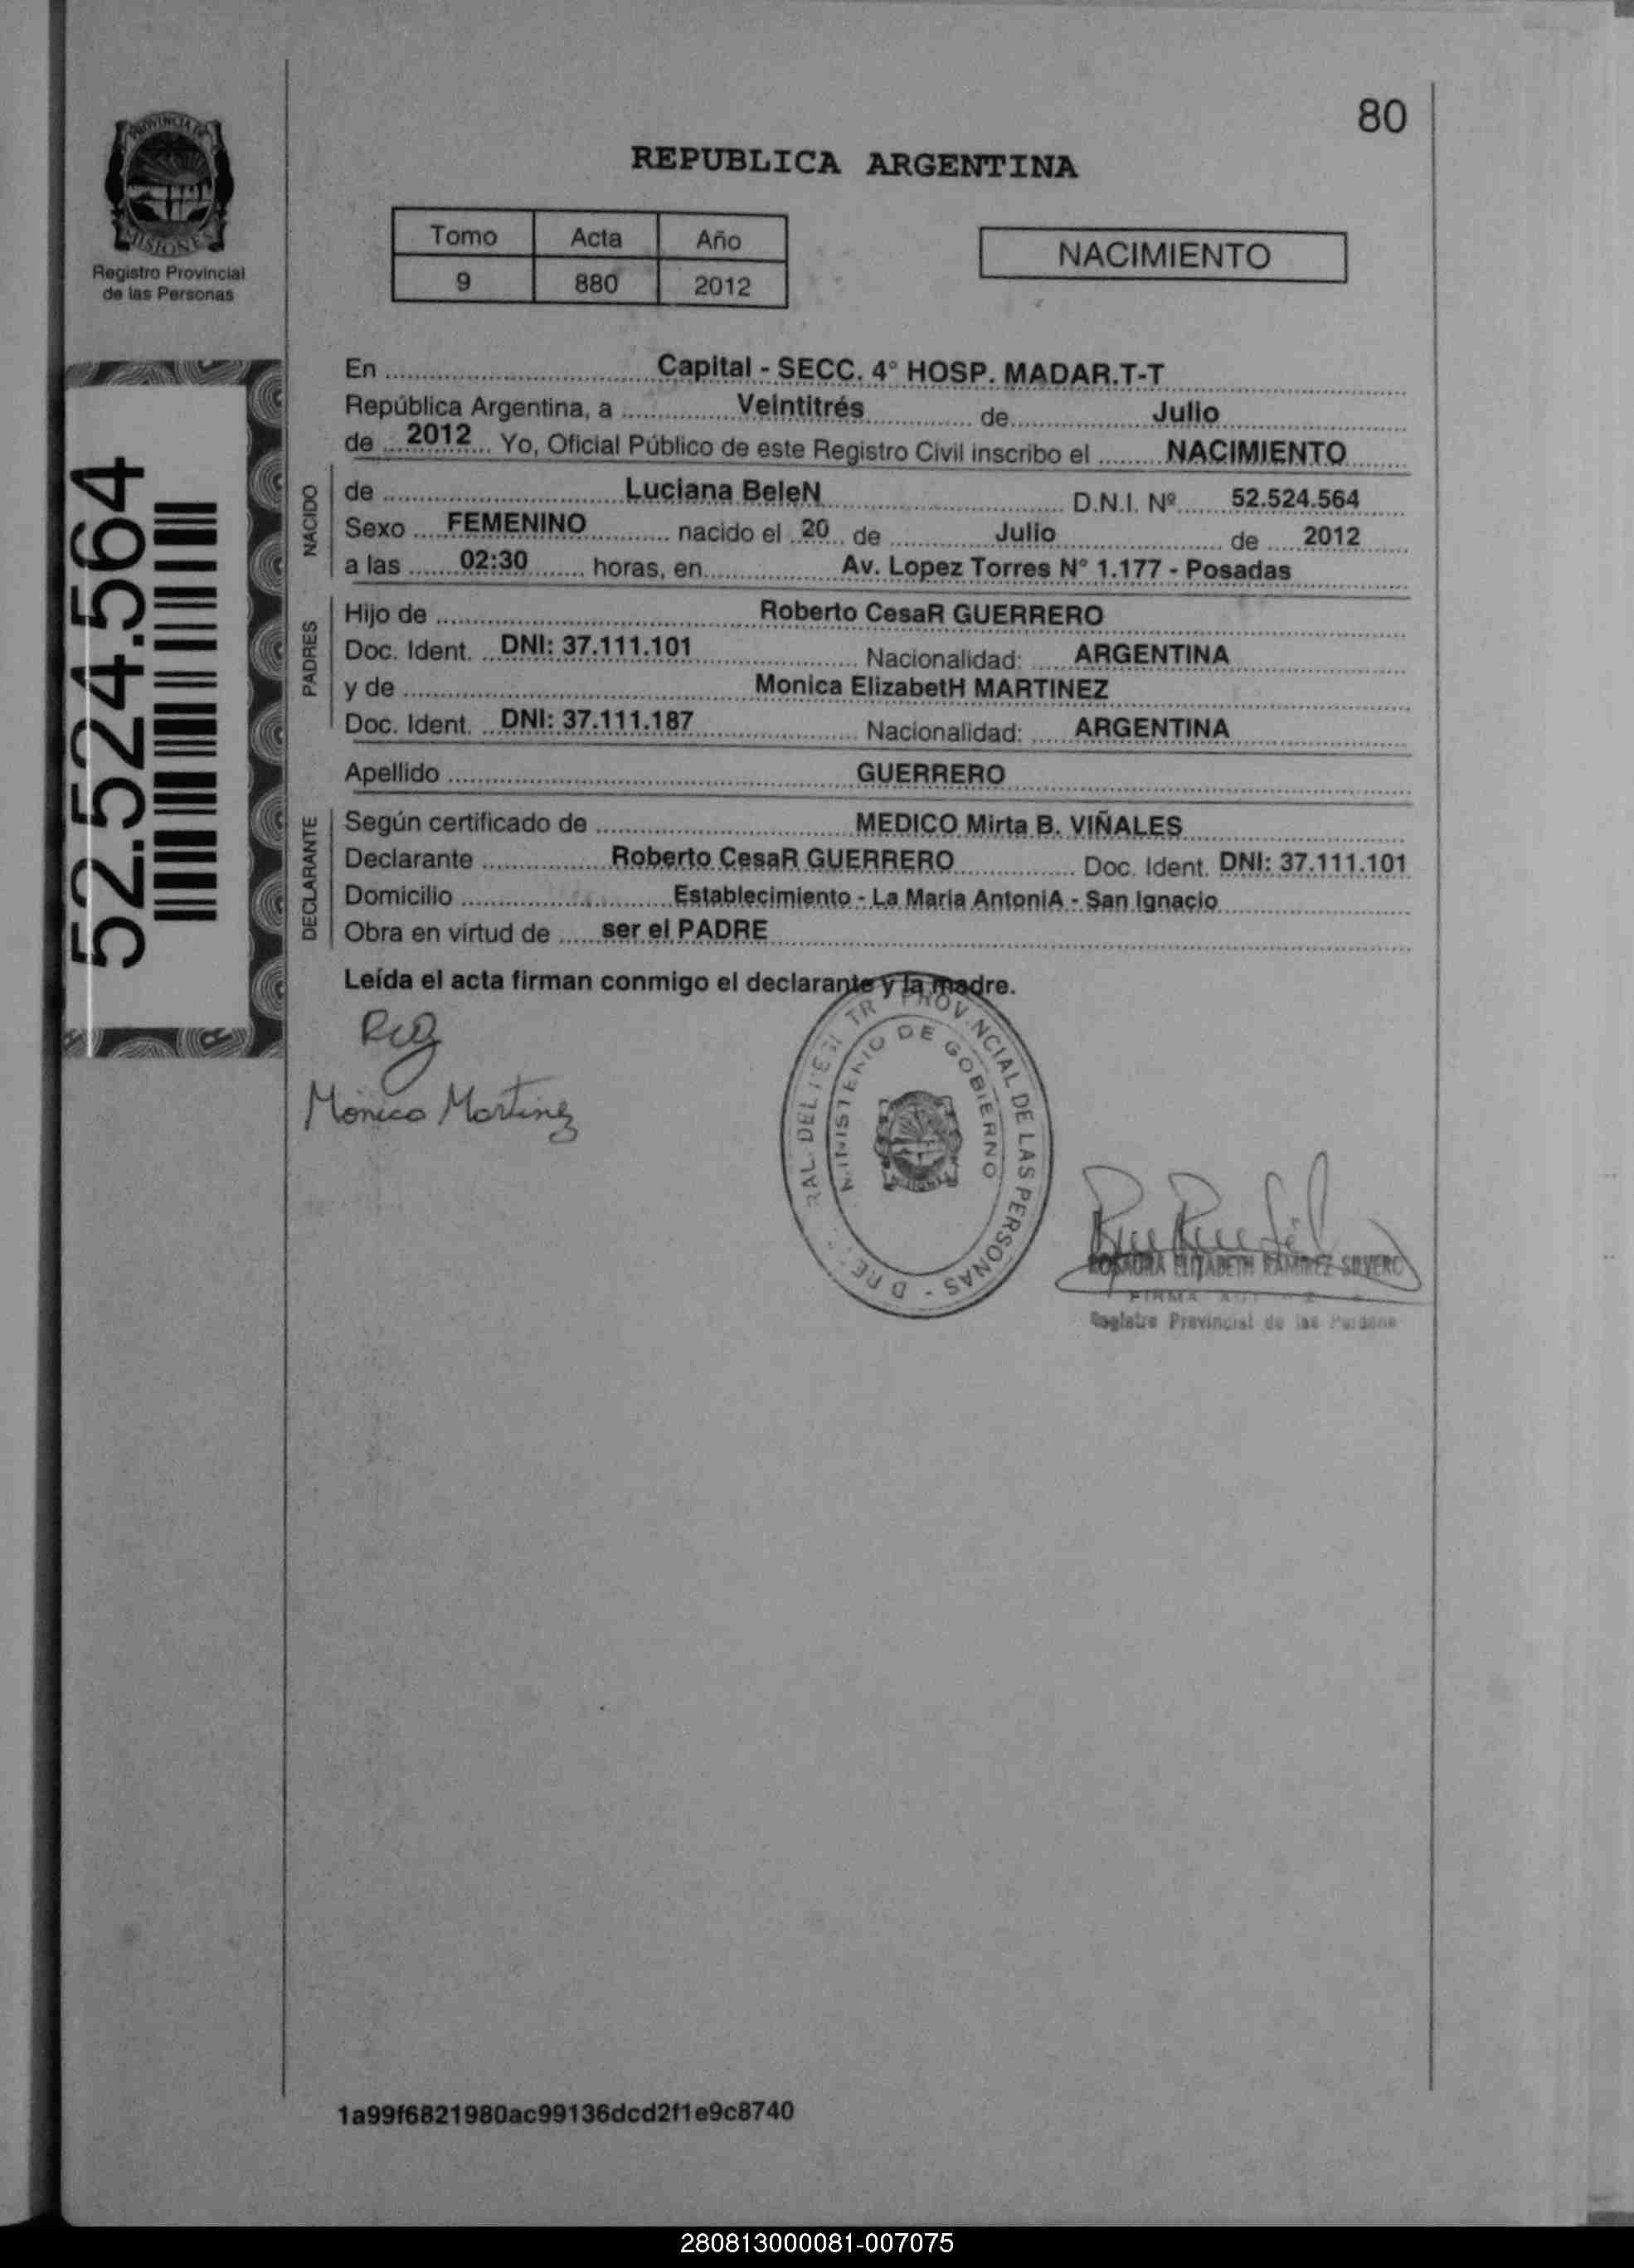 80
PROVINCIA DE
MISIONES
Registro Provincial
de las Personas
REPUBLICA ARGENTINA
Tomo Acta Año
9 880 2012
NACIMIENTO
52.524.564
En Capital - SECC. 4° HOSP. MADAR.T-T
República Argentina, a Veintitrés de Julio
de 2012 Yo, Oficial Público de este Registro Civil inscribo el NACIMIENTO
NACIDO
de Luciana BeleN D.N.I. Nº 52.524.564
Sexo FEMENINO nacido el 20 de Julio de 2012
a las 02:30 horas, en Av. Lopez Torres N° 1.177 - Posadas
PADRES
Hijo de Roberto CesaR GUERRERO
Doc. Ident. DNI: 37.111.101 Nacionalidad: ARGENTINA
y de Monica ElizabetH MARTINEZ
Doc. Ident. DNI: 37.111.187 Nacionalidad: ARGENTINA
Apellido GUERRERO
DECLARANTE
Según certificado de MEDICO Mirta B. VIÑALES
Declarante Roberto CesaR GUERRERO Doc. Ident. DNI: 37.111.101
Domicilio Establecimiento - La Maria AntoniA - San Ignacio
Obra en virtud de ser el PADRE
Leída el acta firman conmigo el declarante y la madre.
Monica Martinez
PROVINCIAL DE LAS PERSONAS
MINISTERIO DE GOBIERNO
ELIZABETH RAMIREZ
FIRMA
Registro Provincial de las
1a99f6821980ac99136dcd2f1e9c8740
280813000081-007075